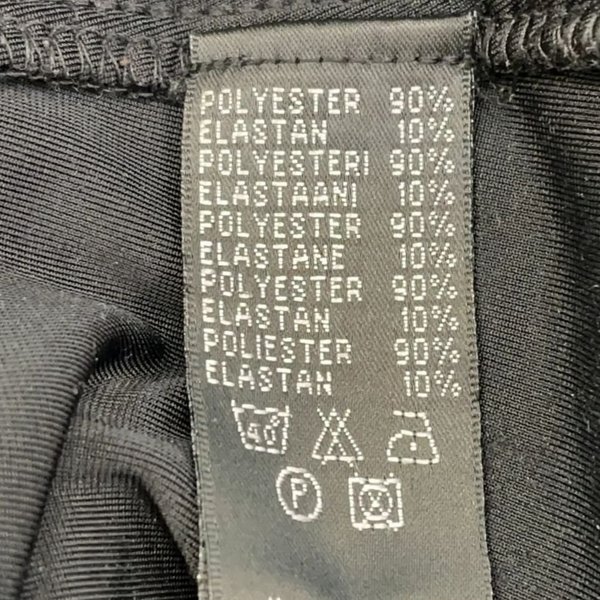 POLYESTER 90%
ELASTAN 10%
POLYESTERI 90%
ELASTAANI 10%
POLYESTER 90%
ELASTANE 10%
POLYESTER 90%
ELASTAN 10%
POLIESTER 90%
ELASTAN 10%
40
P